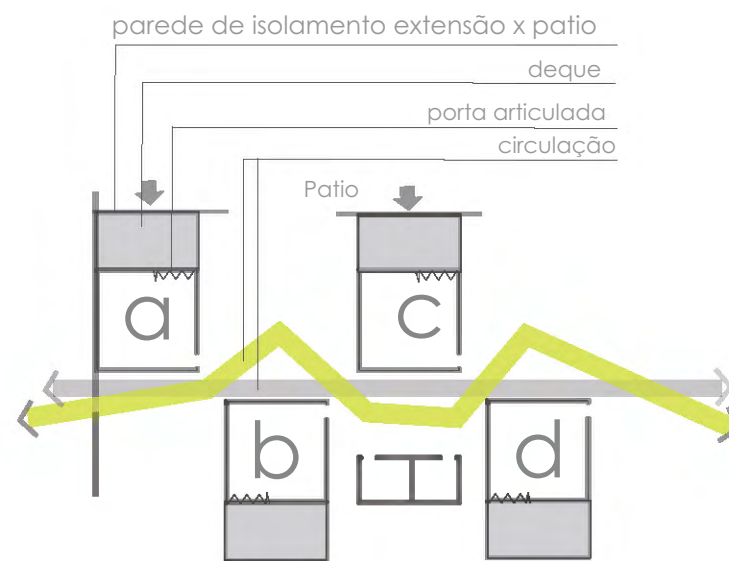 parede de isolamento extensão x patio
deque
porta articulada
circulação
Patio
a
c
b
d